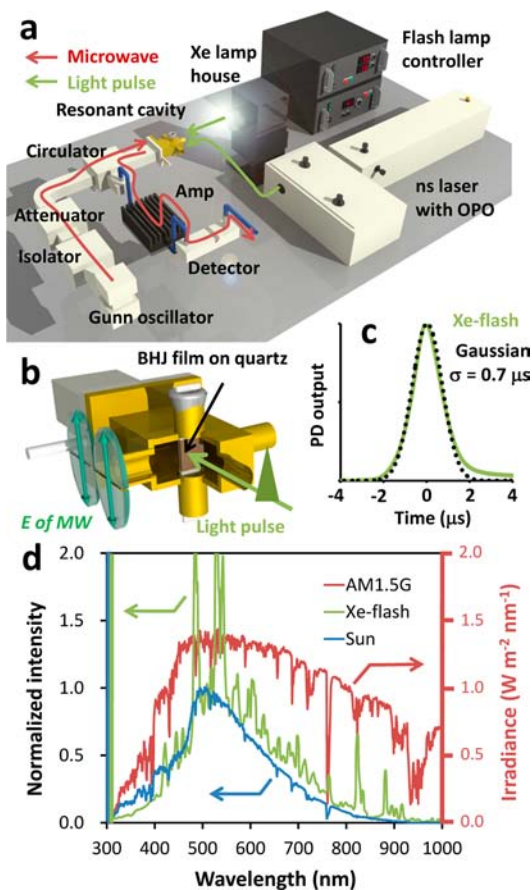 a
Microwave
Light pulse
Xe lamp
house
Flash lamp
controller
Resonant cavity
Circulator
Amp
Attenuator
Isolator
Detector
Gunn oscillator
ns laser
with OPO
b
BHJ film on quartz
E of MW
Light pulse
c
Xe-flash
Gaussian
σ = 0.7 μs
PD output
-4 -2 0 2 4
Time (μs)
d
2.0 2.0
1.5 1.5
1.0 1.0
0.5 0.5
0.0 0.0
AM1.5G
Xe-flash
Sun
Normalized intensity
Irradiance (W m⁻² nm⁻¹)
300 400 500 600 700 800 900 1000
Wavelength (nm)